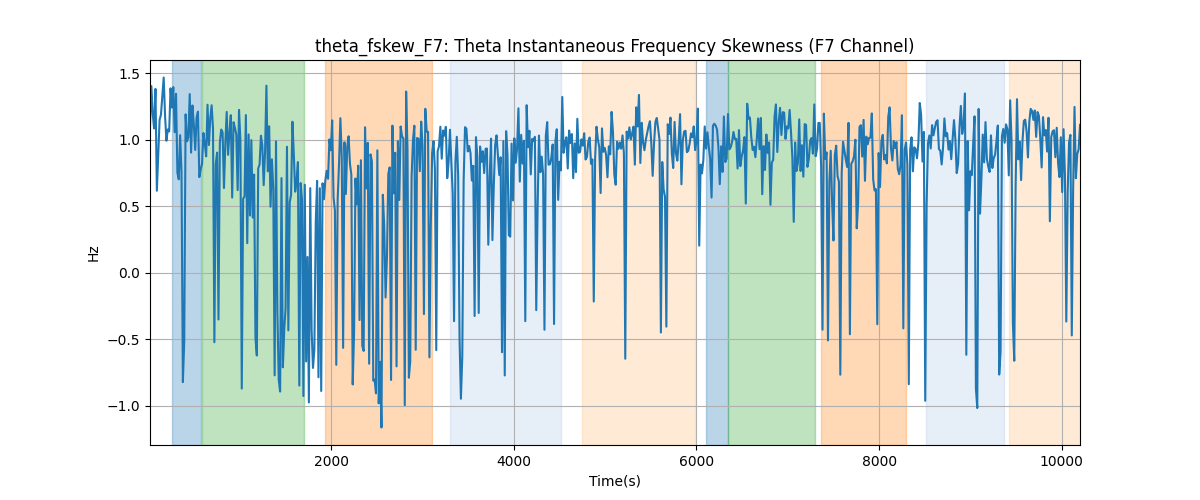 theta_fskew_F7: Theta Instantaneous Frequency Skewness (F7 Channel)
1.5
1.0
0.5
0.0
−0.5
−1.0
Hz
2000 4000 6000 8000 10000
Time(s)